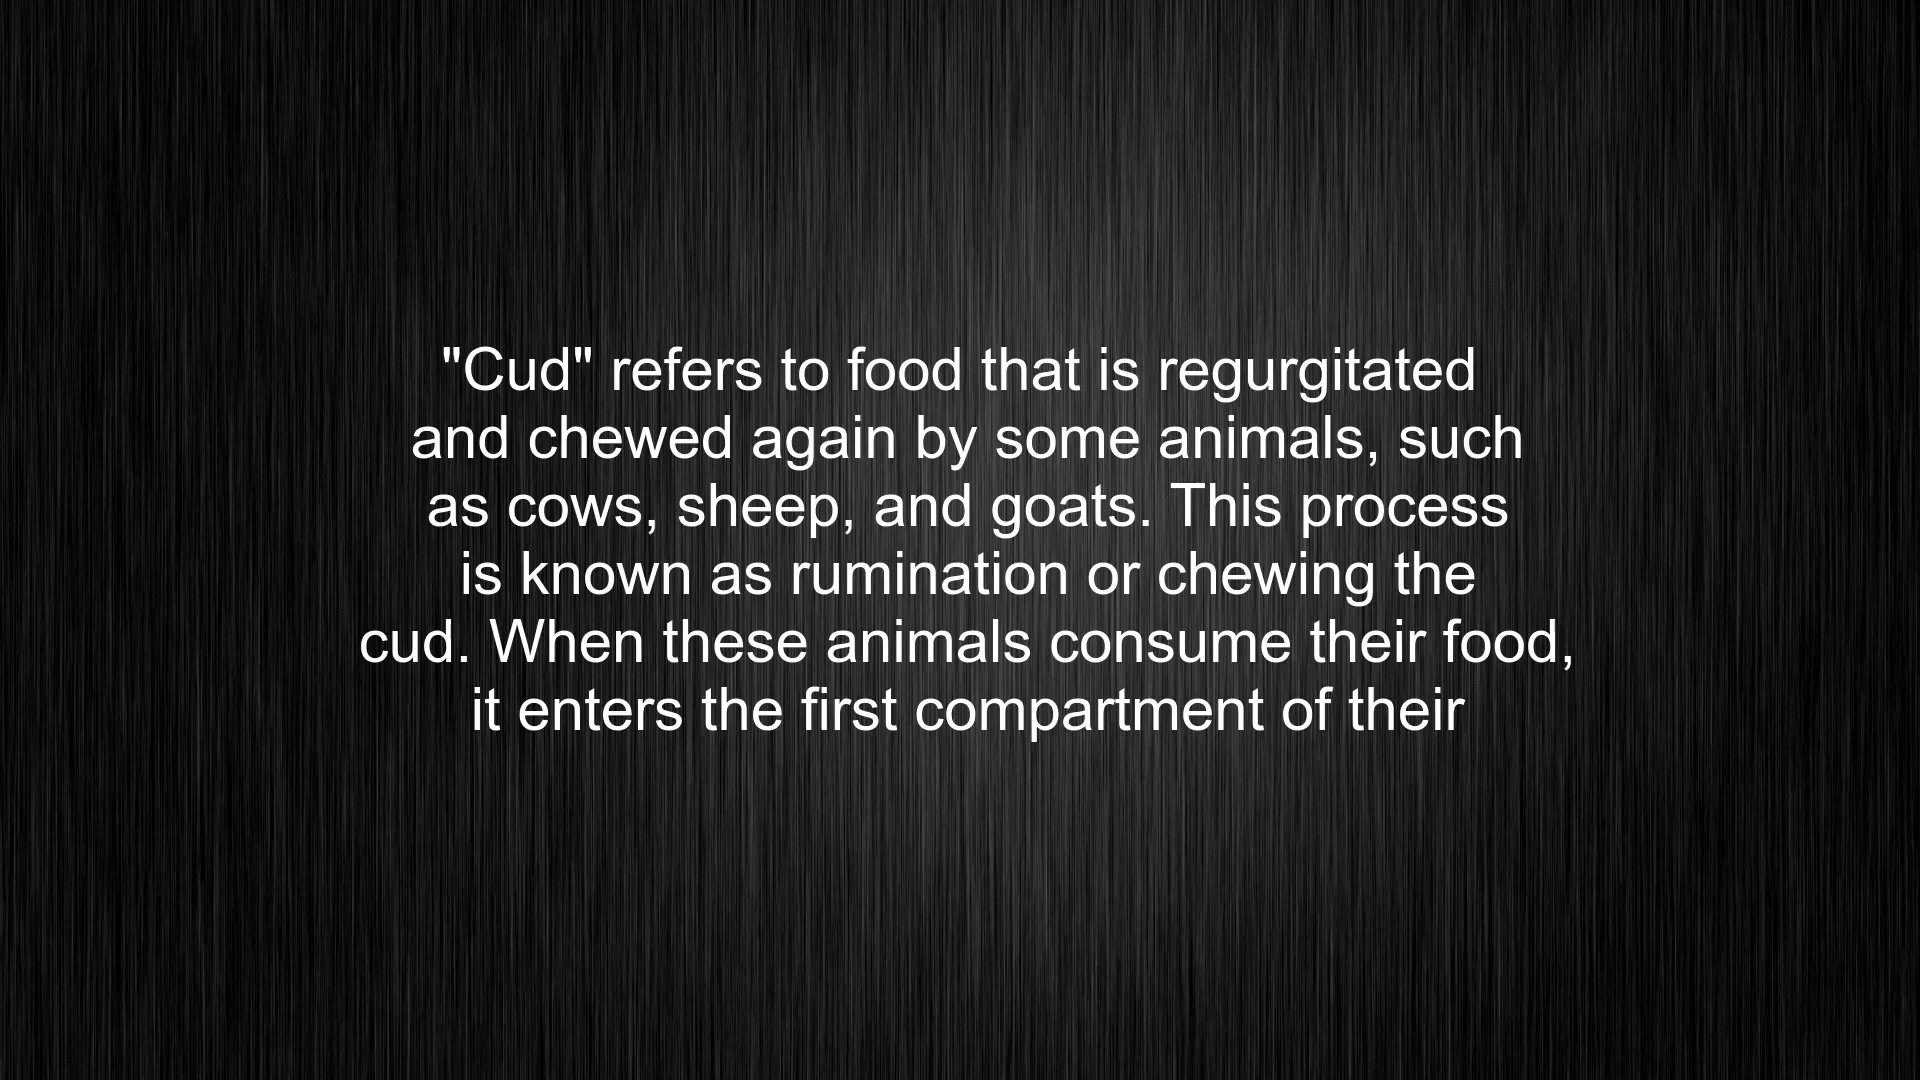 "Cud" refers to food that is regurgitated
and chewed again by some animals, such
as cows, sheep, and goats. This process
is known as rumination or chewing the
cud. When these animals consume their food,
it enters the first compartment of their